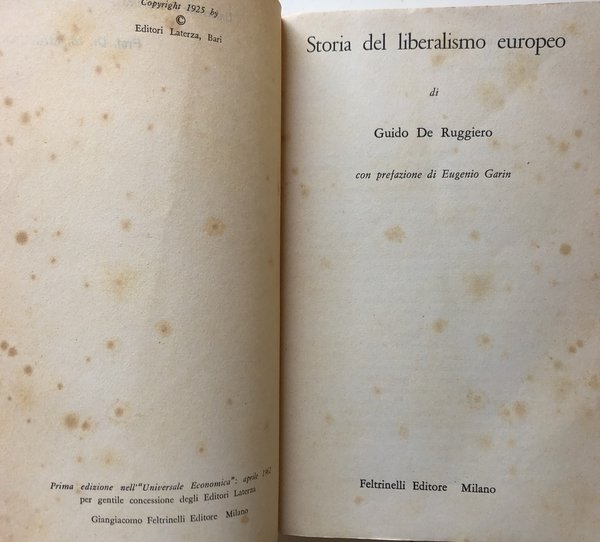 Copyright 1925 by
©
Editori Laterza, Bari
Prima edizione nell'"Universale Economica": aprile 1962
per gentile concessione degli Editori Laterza
Giangiacomo Feltrinelli Editore Milano
Storia del liberalismo europeo
di
Guido De Ruggiero
con prefazione di Eugenio Garin
Feltrinelli Editore Milano